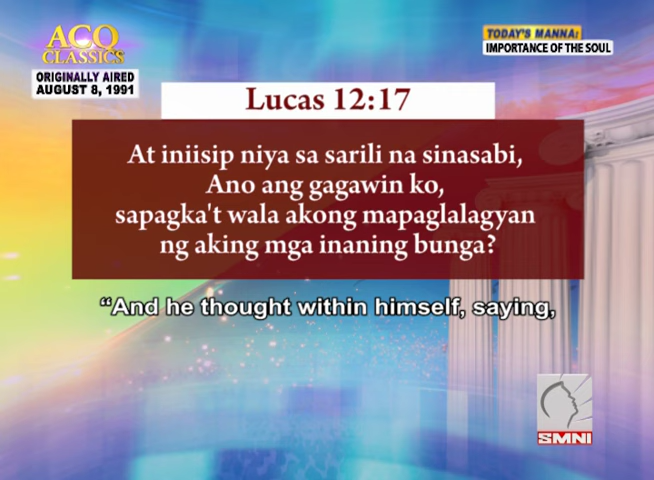 ACQ
CLASSICS
ORIGINALLY AIRED
AUGUST 8, 1991
TODAY'S MANNA:
IMPORTANCE OF THE SOUL
Lucas 12:17
At iniisip niya sa sarili na sinasabi,
Ano ang gagawin ko,
sapagka't wala akong mapaglalagyan
ng aking mga inaning bunga?
“And he thought within himself, saying,
SMNI